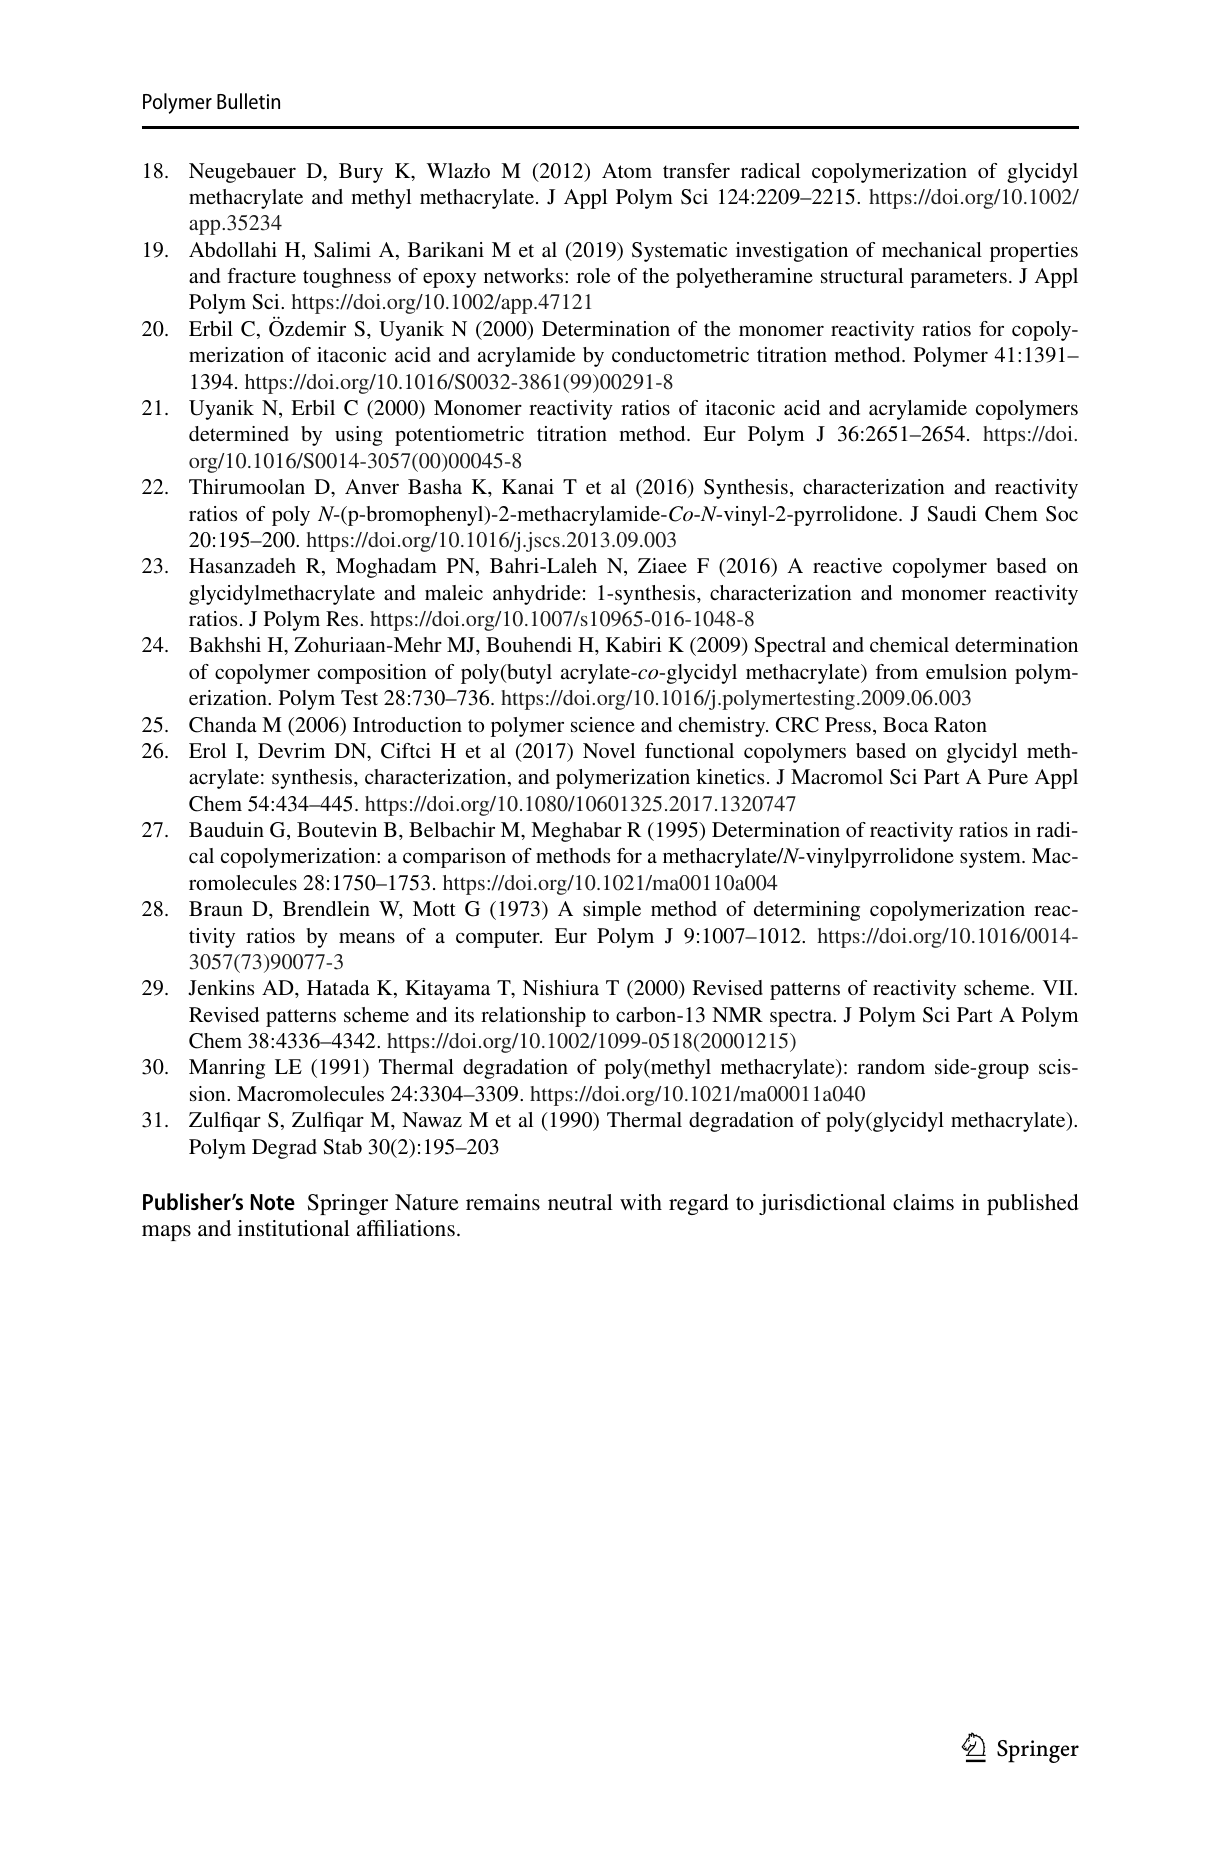 Polymer Bulletin
18. Neugebauer D, Bury K, Wlazło M (2012) Atom transfer radical copolymerization of glycidyl
methacrylate and methyl methacrylate. J Appl Polym Sci 124:2209–2215. https://doi.org/10.1002/
app.35234
19. Abdollahi H, Salimi A, Barikani M et al (2019) Systematic investigation of mechanical properties
and fracture toughness of epoxy networks: role of the polyetheramine structural parameters. J Appl
Polym Sci. https://doi.org/10.1002/app.47121
20. Erbil C, Özdemir S, Uyanik N (2000) Determination of the monomer reactivity ratios for copoly-
merization of itaconic acid and acrylamide by conductometric titration method. Polymer 41:1391–
1394. https://doi.org/10.1016/S0032-3861(99)00291-8
21. Uyanik N, Erbil C (2000) Monomer reactivity ratios of itaconic acid and acrylamide copolymers
determined by using potentiometric titration method. Eur Polym J 36:2651–2654. https://doi.
org/10.1016/S0014-3057(00)00045-8
22. Thirumoolan D, Anver Basha K, Kanai T et al (2016) Synthesis, characterization and reactivity
ratios of poly N-(p-bromophenyl)-2-methacrylamide-Co-N-vinyl-2-pyrrolidone. J Saudi Chem Soc
20:195–200. https://doi.org/10.1016/j.jscs.2013.09.003
23. Hasanzadeh R, Moghadam PN, Bahri-Laleh N, Ziaee F (2016) A reactive copolymer based on
glycidylmethacrylate and maleic anhydride: 1-synthesis, characterization and monomer reactivity
ratios. J Polym Res. https://doi.org/10.1007/s10965-016-1048-8
24. Bakhshi H, Zohuriaan-Mehr MJ, Bouhendi H, Kabiri K (2009) Spectral and chemical determination
of copolymer composition of poly(butyl acrylate-co-glycidyl methacrylate) from emulsion polym-
erization. Polym Test 28:730–736. https://doi.org/10.1016/j.polymertesting.2009.06.003
25. Chanda M (2006) Introduction to polymer science and chemistry. CRC Press, Boca Raton
26. Erol I, Devrim DN, Ciftci H et al (2017) Novel functional copolymers based on glycidyl meth-
acrylate: synthesis, characterization, and polymerization kinetics. J Macromol Sci Part A Pure Appl
Chem 54:434–445. https://doi.org/10.1080/10601325.2017.1320747
27. Bauduin G, Boutevin B, Belbachir M, Meghabar R (1995) Determination of reactivity ratios in radi-
cal copolymerization: a comparison of methods for a methacrylate/N-vinylpyrrolidone system. Mac-
romolecules 28:1750–1753. https://doi.org/10.1021/ma00110a004
28. Braun D, Brendlein W, Mott G (1973) A simple method of determining copolymerization reac-
tivity ratios by means of a computer. Eur Polym J 9:1007–1012. https://doi.org/10.1016/0014-
3057(73)90077-3
29. Jenkins AD, Hatada K, Kitayama T, Nishiura T (2000) Revised patterns of reactivity scheme. VII.
Revised patterns scheme and its relationship to carbon-13 NMR spectra. J Polym Sci Part A Polym
Chem 38:4336–4342. https://doi.org/10.1002/1099-0518(20001215)
30. Manring LE (1991) Thermal degradation of poly(methyl methacrylate): random side-group scis-
sion. Macromolecules 24:3304–3309. https://doi.org/10.1021/ma00011a040
31. Zulfiqar S, Zulfiqar M, Nawaz M et al (1990) Thermal degradation of poly(glycidyl methacrylate).
Polym Degrad Stab 30(2):195–203
Publisher's Note Springer Nature remains neutral with regard to jurisdictional claims in published
maps and institutional affiliations.
Springer